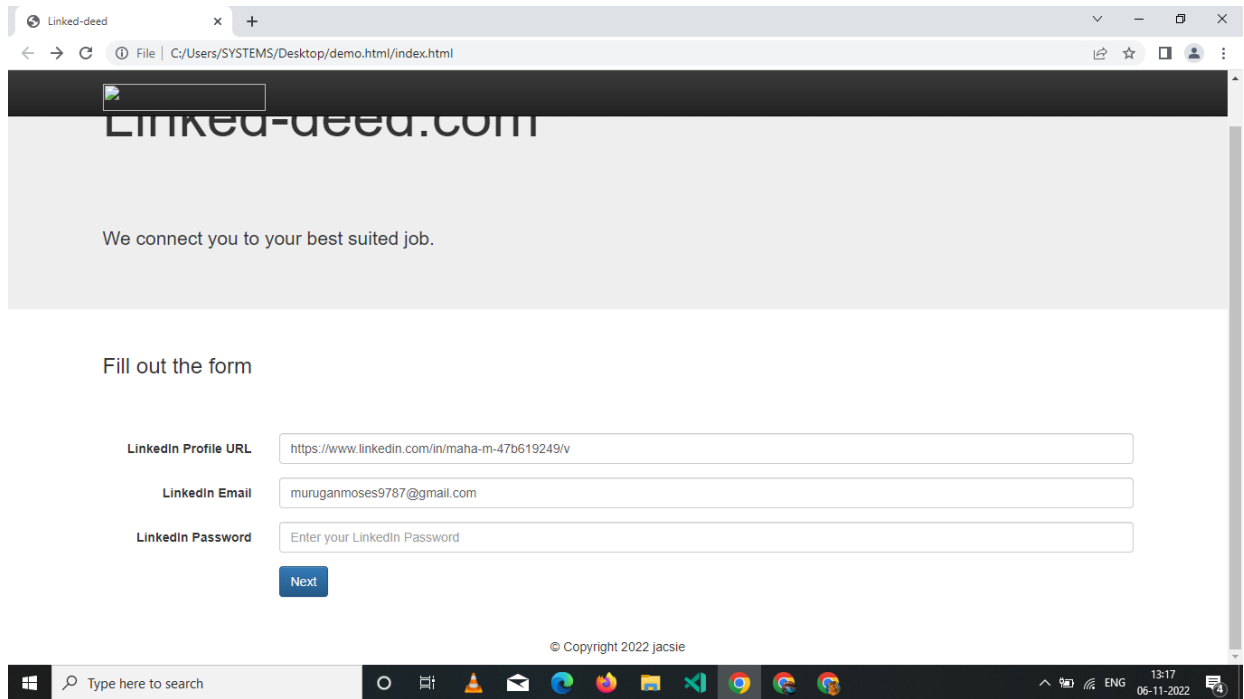 Linked-deed
File | C:/Users/SYSTEMS/Desktop/demo.html/index.html
Linked-deed.com
We connect you to your best suited job.
Fill out the form
LinkedIn Profile URL https://www.linkedin.com/in/maha-m-47b619249/v
LinkedIn Email muruganmoses9787@gmail.com
LinkedIn Password Enter your LinkedIn Password
Next
© Copyright 2022 jacsie
Type here to search ENG 13:17
06-11-2022 4